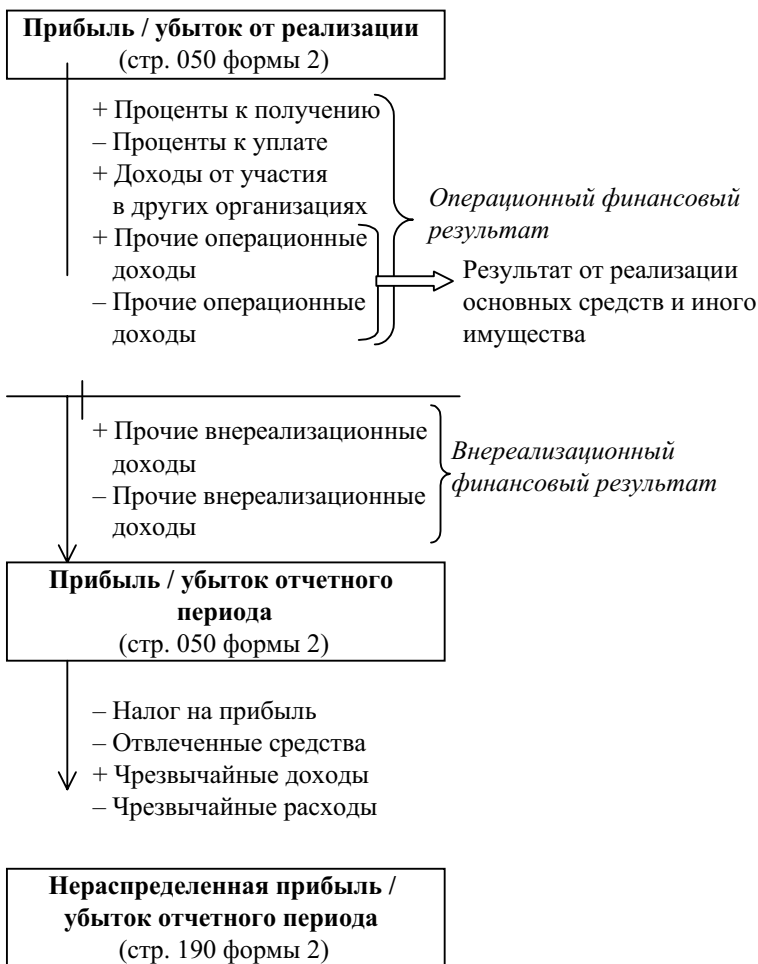 Прибыль / убыток от реализации
(стр. 050 формы 2)
+ Проценты к получению
– Проценты к уплате
+ Доходы от участия
в других организациях
+ Прочие операционные
доходы
– Прочие операционные
доходы
Операционный финансовый
результат
Результат от реализации
основных средств и иного
имущества
+ Прочие внереализационные
доходы
– Прочие внереализационные
доходы
Внереализационный
финансовый результат
Прибыль / убыток отчетного
периода
(стр. 050 формы 2)
– Налог на прибыль
– Отвлеченные средства
+ Чрезвычайные доходы
– Чрезвычайные расходы
Нераспределенная прибыль /
убыток отчетного периода
(стр. 190 формы 2)